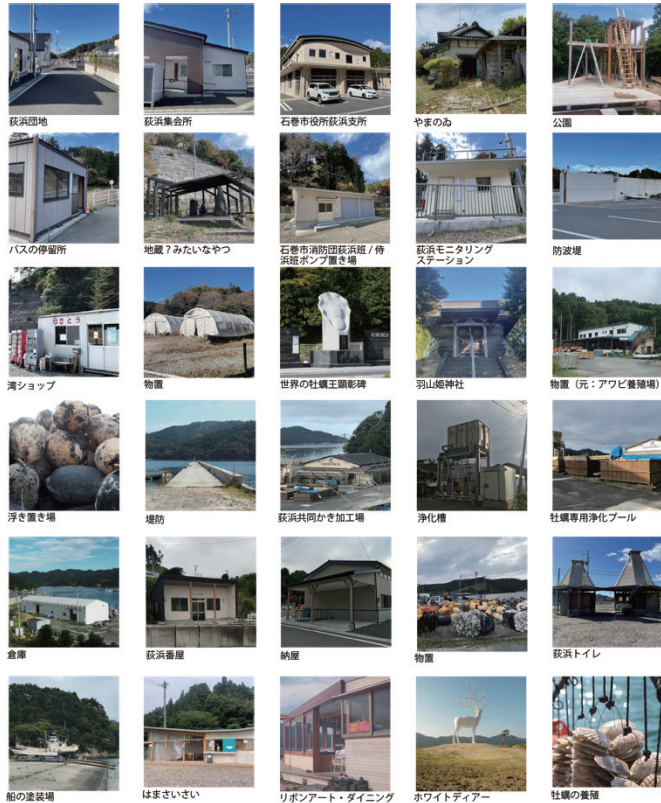 荻浜団地
荻浜集会所
石巻市役所荻浜支所
やまのゐ
公園
バスの停留所
地蔵？みたいなやつ
石巻市消防団荻浜班 / 侍
浜班ポンプ置き場
荻浜モニタリング
ステーション
防波堤
さとう
湾ショップ
物置
世界の牡蠣王顕彰碑
羽山姫神社
物置（元：アワビ養殖場）
浮き置き場
堤防
荻浜共同かき加工場
浄化槽
牡蠣専用浄化プール
倉庫
荻浜番屋
納屋
物置
荻浜トイレ
船の塗装場
はまさいさい
リボンアート・ダイニング
ホワイトディアー
牡蠣の養殖